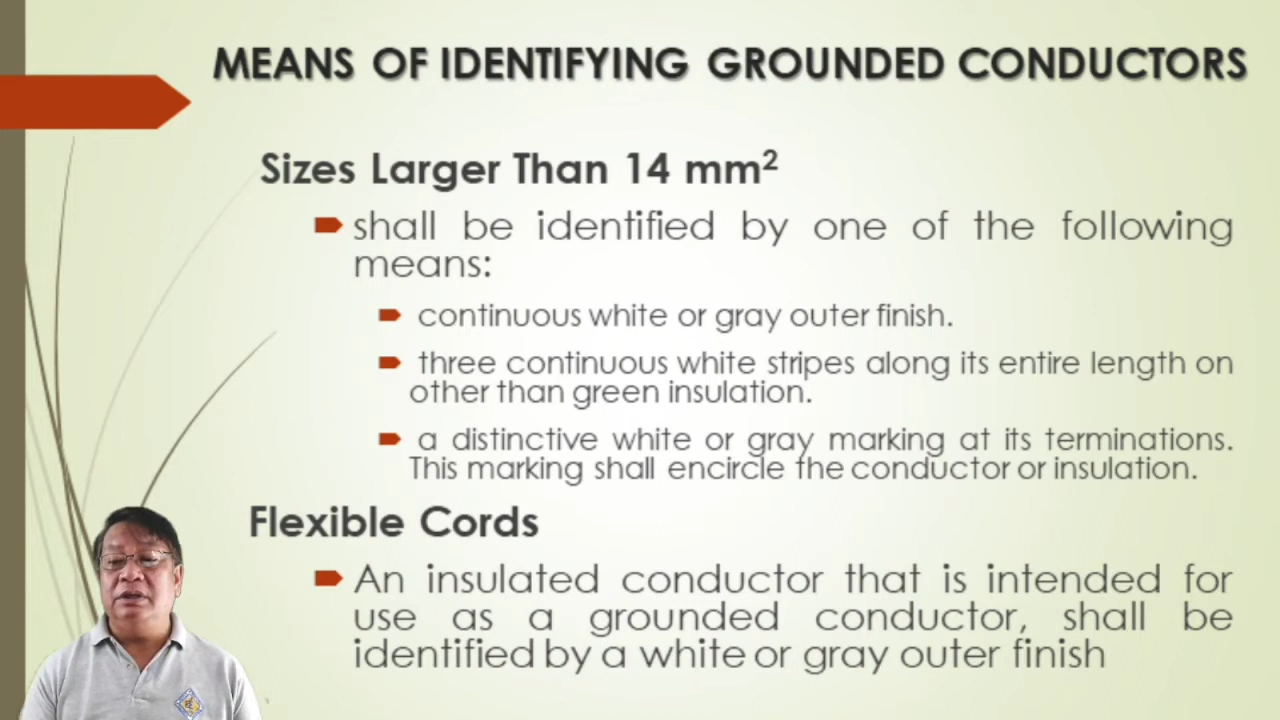 MEANS OF IDENTIFYING GROUNDED CONDUCTORS
Sizes Larger Than 14 mm²
shall be identified by one of the following
means:
continuous white or gray outer finish.
three continuous white stripes along its entire length on
other than green insulation.
a distinctive white or gray marking at its terminations.
This marking shall encircle the conductor or insulation.
Flexible Cords
An insulated conductor that is intended for
use as a grounded conductor, shall be
identified by a white or gray outer finish